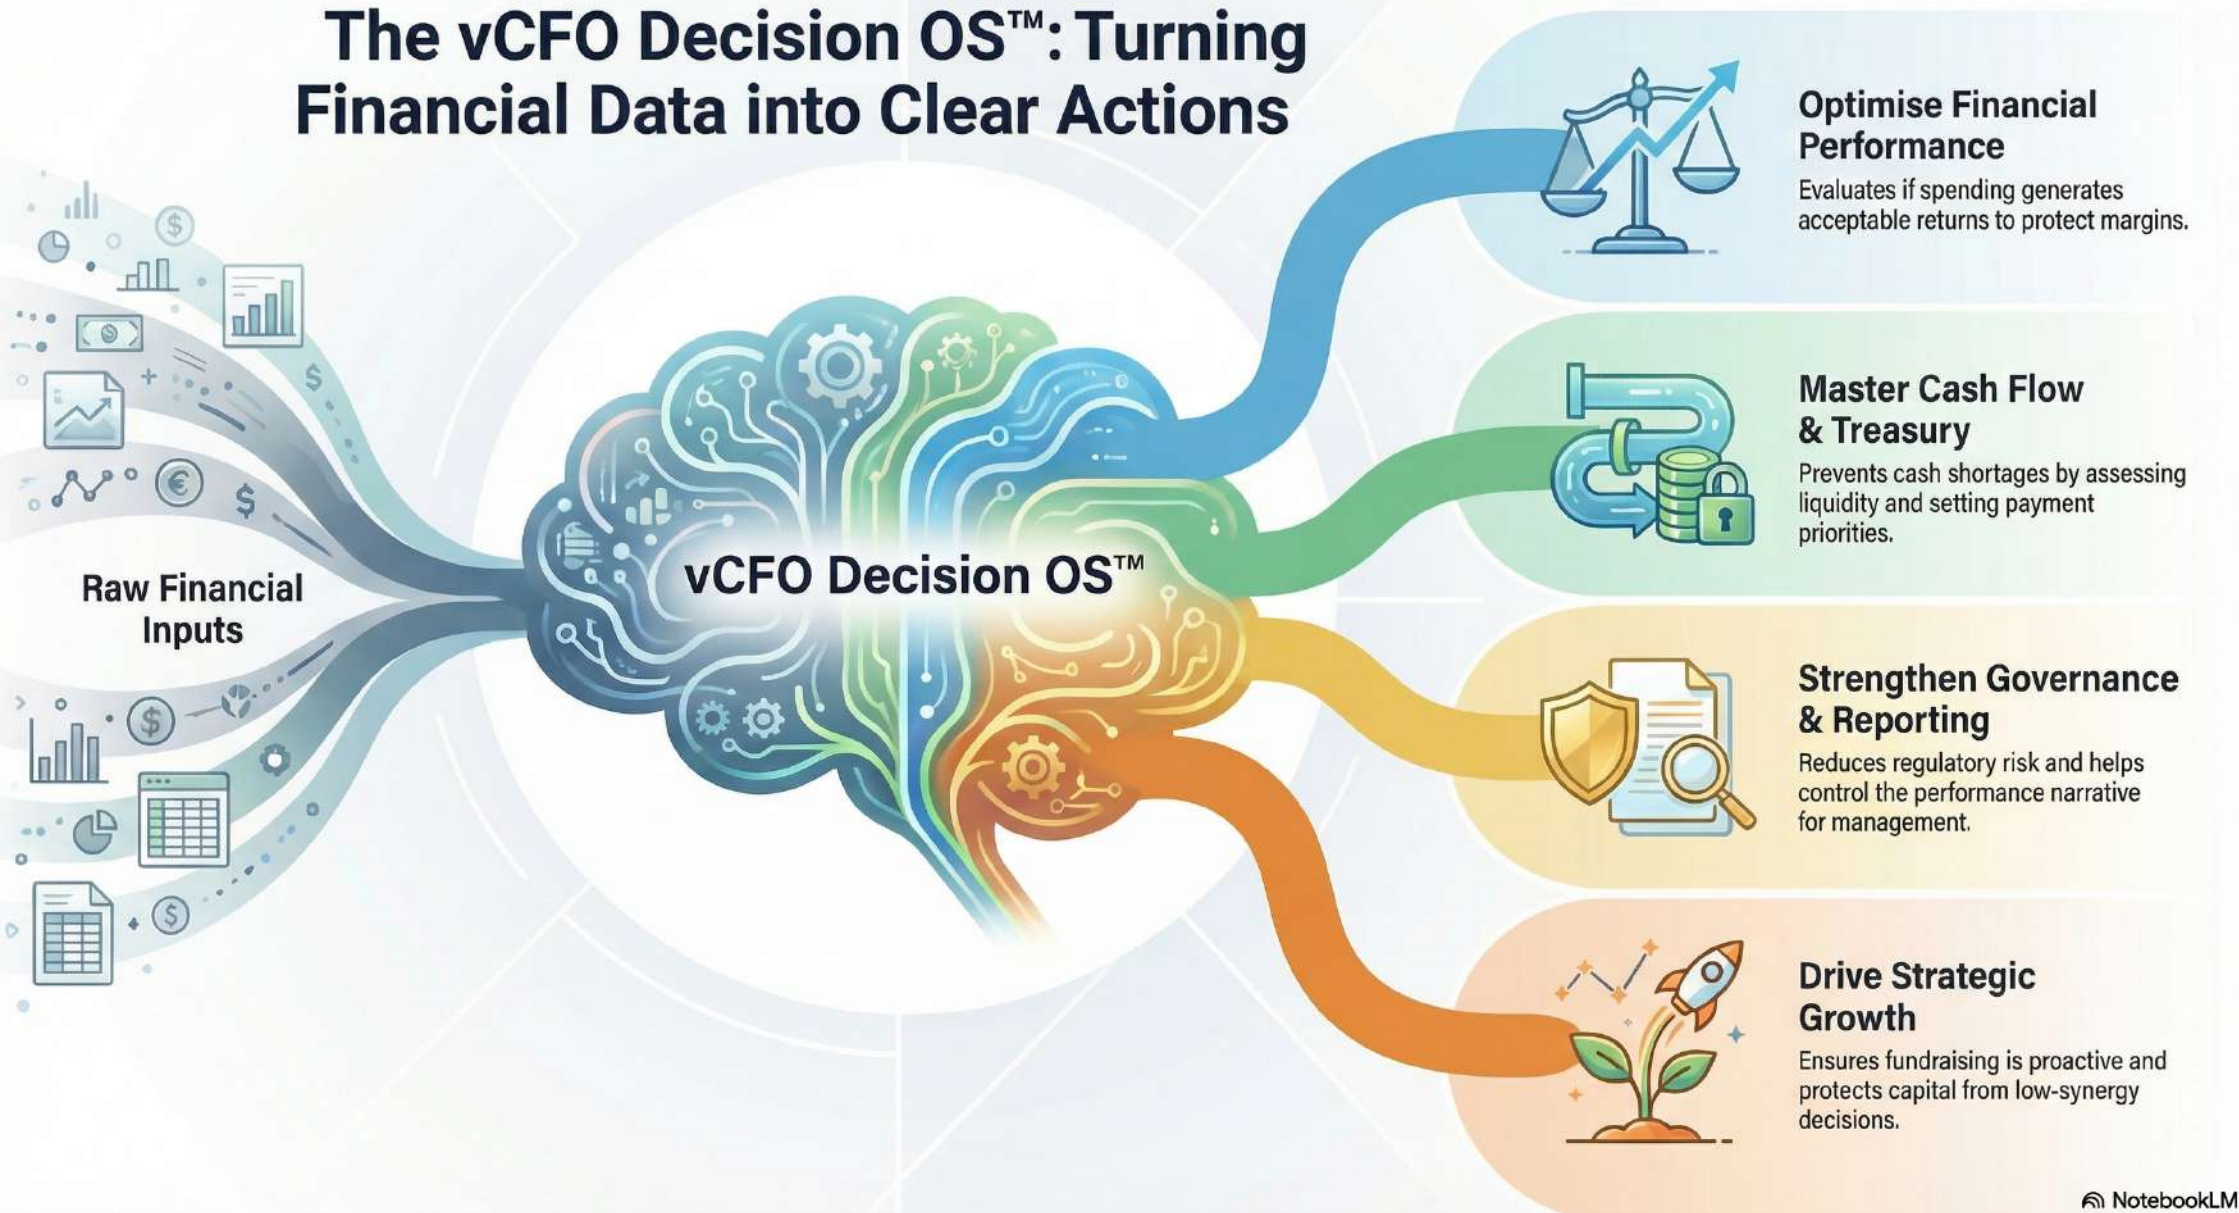 The vCFO Decision OS™: Turning
Financial Data into Clear Actions
Raw Financial
Inputs
vCFO Decision OS™
Optimise Financial
Performance
Evaluates if spending generates
acceptable returns to protect margins.
Master Cash Flow
& Treasury
Prevents cash shortages by assessing
liquidity and setting payment
priorities.
Strengthen Governance
& Reporting
Reduces regulatory risk and helps
control the performance narrative
for management.
Drive Strategic
Growth
Ensures fundraising is proactive and
protects capital from low-synergy
decisions.
NotebookLM